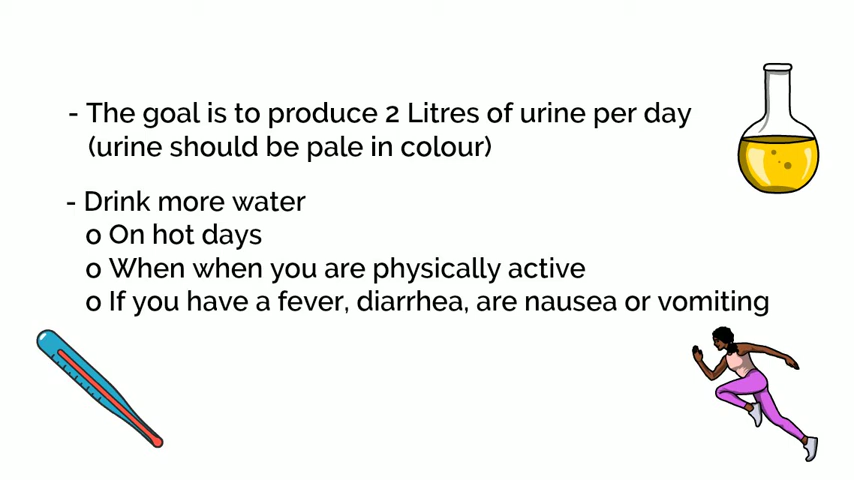 - The goal is to produce 2 Litres of urine per day
(urine should be pale in colour)
- Drink more water
o On hot days
o When when you are physically active
o If you have a fever, diarrhea, are nausea or vomiting